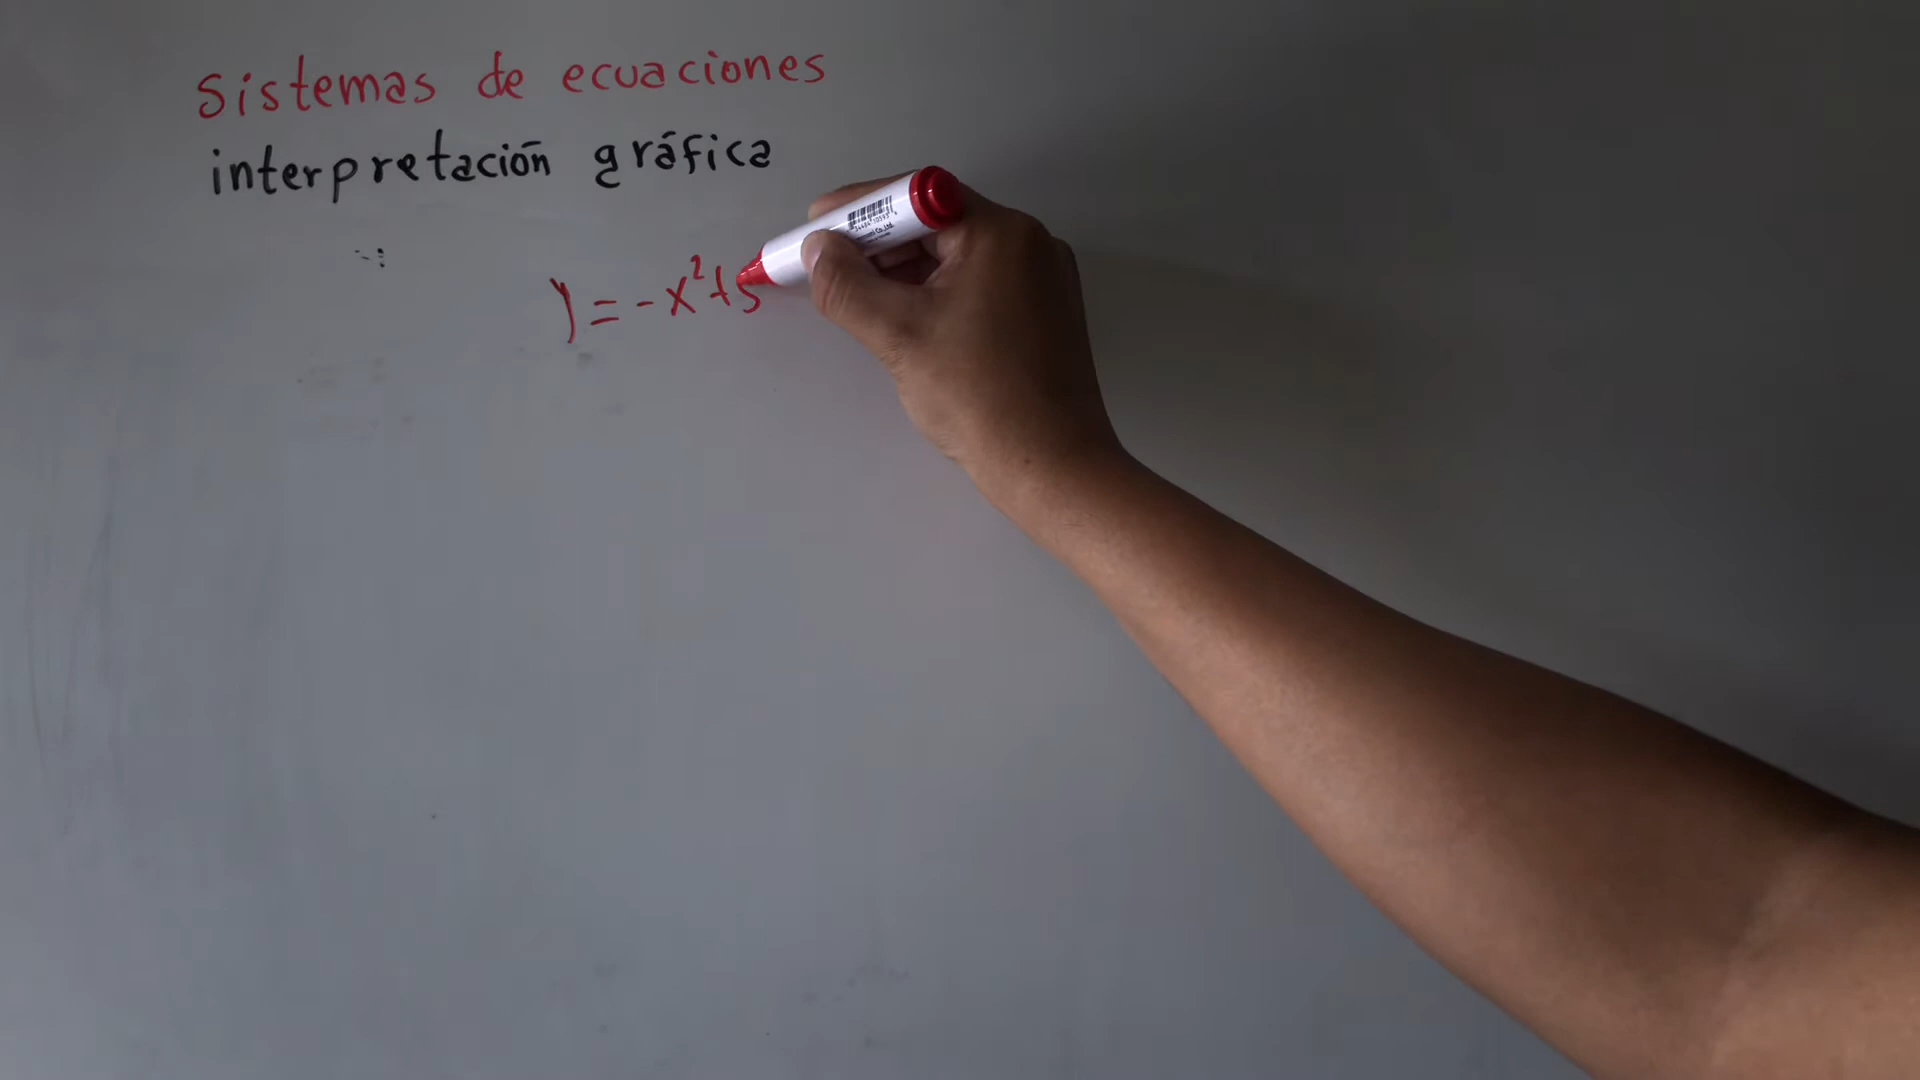 Sistemas de ecuaciones
interpretación gráfica
y = -x²+5